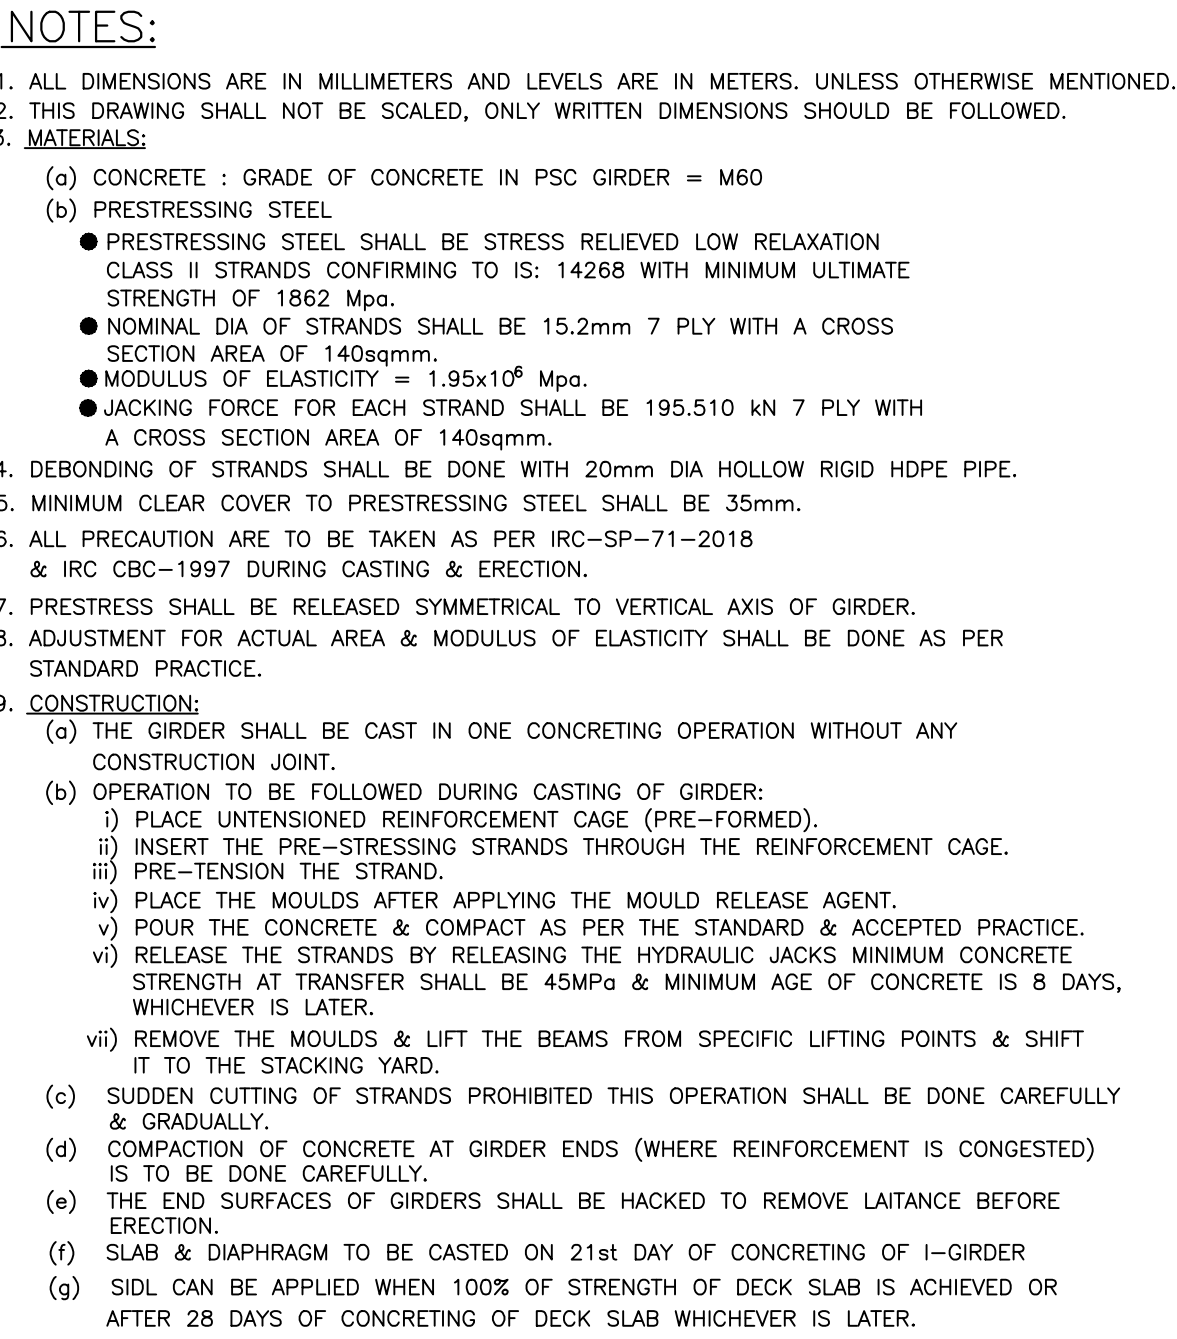 NOTES:
1. ALL DIMENSIONS ARE IN MILLIMETERS AND LEVELS ARE IN METERS. UNLESS OTHERWISE MENTIONED.
2. THIS DRAWING SHALL NOT BE SCALED, ONLY WRITTEN DIMENSIONS SHOULD BE FOLLOWED.
3. MATERIALS:
(a) CONCRETE : GRADE OF CONCRETE IN PSC GIRDER = M60
(b) PRESTRESSING STEEL
● PRESTRESSING STEEL SHALL BE STRESS RELIEVED LOW RELAXATION
CLASS II STRANDS CONFIRMING TO IS: 14268 WITH MINIMUM ULTIMATE
STRENGTH OF 1862 Mpa.
● NOMINAL DIA OF STRANDS SHALL BE 15.2mm 7 PLY WITH A CROSS
SECTION AREA OF 140sqmm.
● MODULUS OF ELASTICITY = 1.95x10⁶ Mpa.
● JACKING FORCE FOR EACH STRAND SHALL BE 195.510 kN 7 PLY WITH
A CROSS SECTION AREA OF 140sqmm.
4. DEBONDING OF STRANDS SHALL BE DONE WITH 20mm DIA HOLLOW RIGID HDPE PIPE.
5. MINIMUM CLEAR COVER TO PRESTRESSING STEEL SHALL BE 35mm.
6. ALL PRECAUTION ARE TO BE TAKEN AS PER IRC-SP-71-2018
& IRC CBC-1997 DURING CASTING & ERECTION.
7. PRESTRESS SHALL BE RELEASED SYMMETRICAL TO VERTICAL AXIS OF GIRDER.
8. ADJUSTMENT FOR ACTUAL AREA & MODULUS OF ELASTICITY SHALL BE DONE AS PER
STANDARD PRACTICE.
9. CONSTRUCTION:
(a) THE GIRDER SHALL BE CAST IN ONE CONCRETING OPERATION WITHOUT ANY
CONSTRUCTION JOINT.
(b) OPERATION TO BE FOLLOWED DURING CASTING OF GIRDER:
i) PLACE UNTENSIONED REINFORCEMENT CAGE (PRE-FORMED).
ii) INSERT THE PRE-STRESSING STRANDS THROUGH THE REINFORCEMENT CAGE.
iii) PRE-TENSION THE STRAND.
iv) PLACE THE MOULDS AFTER APPLYING THE MOULD RELEASE AGENT.
v) POUR THE CONCRETE & COMPACT AS PER THE STANDARD & ACCEPTED PRACTICE.
vi) RELEASE THE STRANDS BY RELEASING THE HYDRAULIC JACKS MINIMUM CONCRETE
STRENGTH AT TRANSFER SHALL BE 45MPa & MINIMUM AGE OF CONCRETE IS 8 DAYS,
WHICHEVER IS LATER.
vii) REMOVE THE MOULDS & LIFT THE BEAMS FROM SPECIFIC LIFTING POINTS & SHIFT
IT TO THE STACKING YARD.
(c) SUDDEN CUTTING OF STRANDS PROHIBITED THIS OPERATION SHALL BE DONE CAREFULLY
& GRADUALLY.
(d) COMPACTION OF CONCRETE AT GIRDER ENDS (WHERE REINFORCEMENT IS CONGESTED)
IS TO BE DONE CAREFULLY.
(e) THE END SURFACES OF GIRDERS SHALL BE HACKED TO REMOVE LAITANCE BEFORE
ERECTION.
(f) SLAB & DIAPHRAGM TO BE CASTED ON 21st DAY OF CONCRETING OF I-GIRDER
(g) SIDL CAN BE APPLIED WHEN 100% OF STRENGTH OF DECK SLAB IS ACHIEVED OR
AFTER 28 DAYS OF CONCRETING OF DECK SLAB WHICHEVER IS LATER.